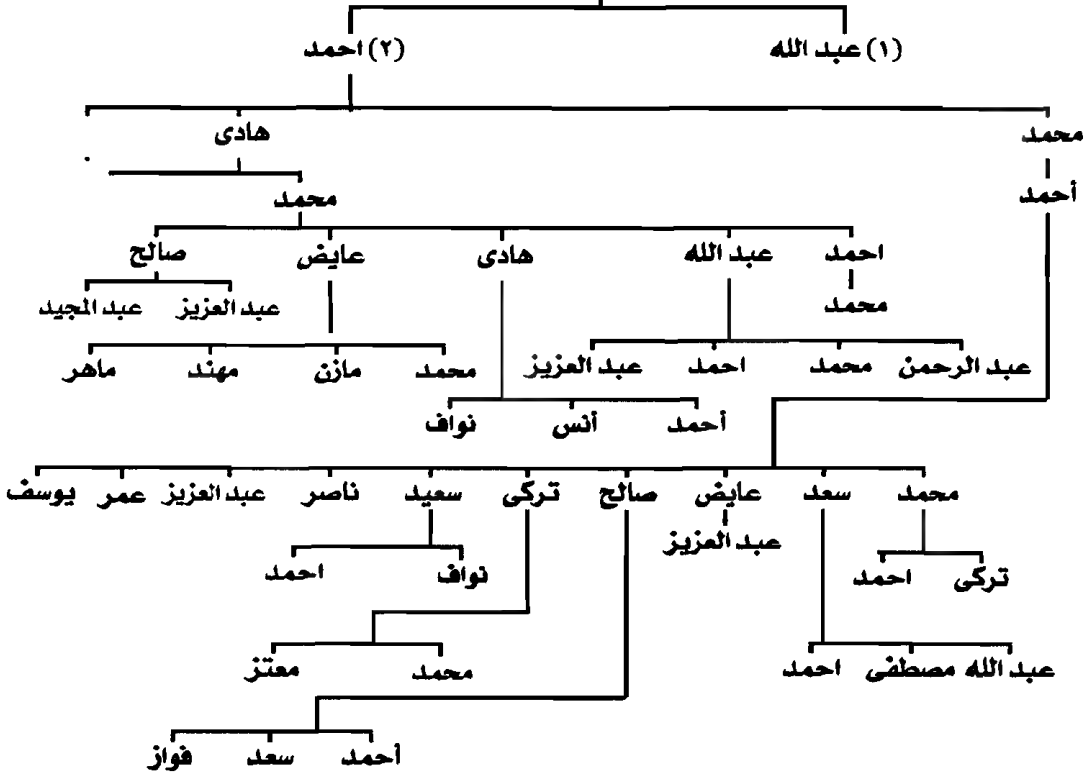 (١) عبد الله (٢) احمد
محمد هادى
أحمد محمد
احمد عبد الله هادى عايض صالح
محمد عبد العزيز عبد المجيد
عبد الرحمن محمد احمد عبد العزيز محمد مازن مهند ماهر
أحمد أنس نواف
محمد سعد عايض صالح تركى سعيد ناصر عبد العزيز عمر يوسف
عبد العزيز
تركى احمد نواف احمد
عبد الله مصطفى احمد محمد معتز
أحمد سعد فواز